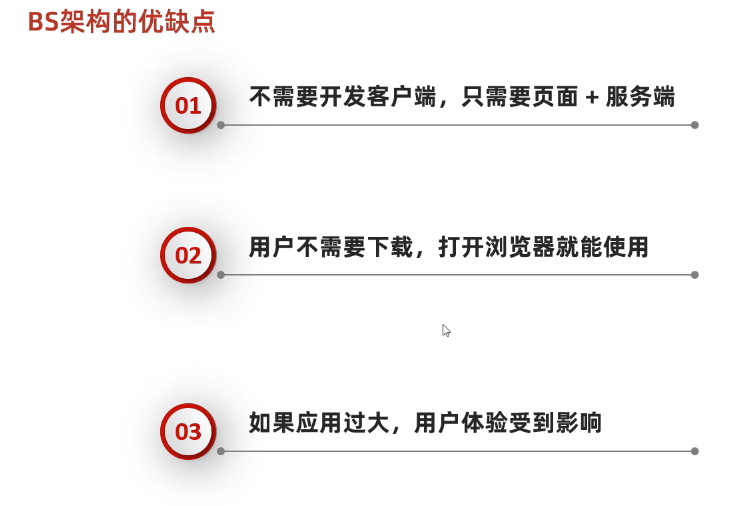 BS架构的优缺点
01
不需要开发客户端，只需要页面 + 服务端
02
用户不需要下载，打开浏览器就能使用
03
如果应用过大，用户体验受到影响